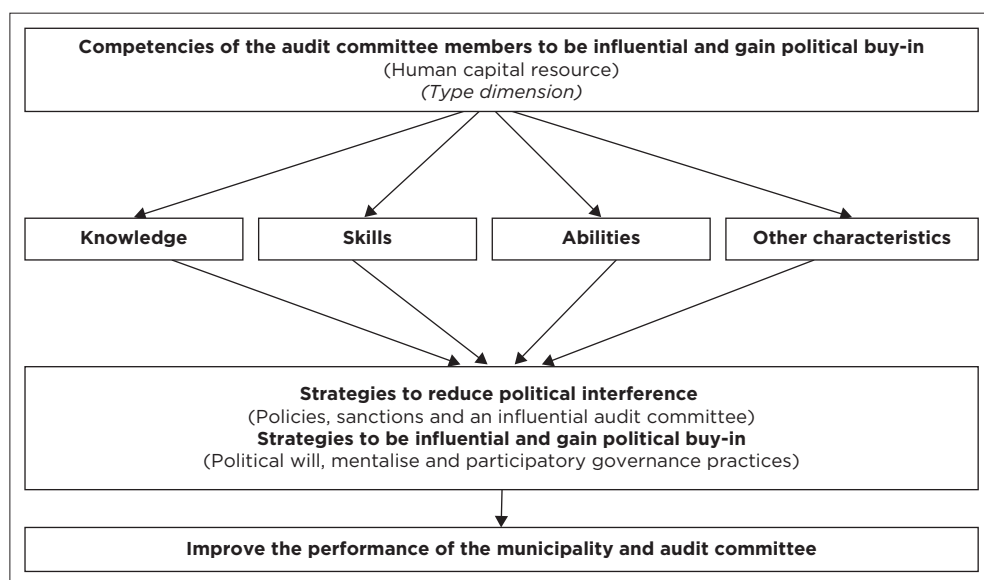 Competencies of the audit committee members to be influential and gain political buy-in
(Human capital resource)
(Type dimension)
Knowledge
Skills
Abilities
Other characteristics
Strategies to reduce political interference
(Policies, sanctions and an influential audit committee)
Strategies to be influential and gain political buy-in
(Political will, mentalise and participatory governance practices)
Improve the performance of the municipality and audit committee